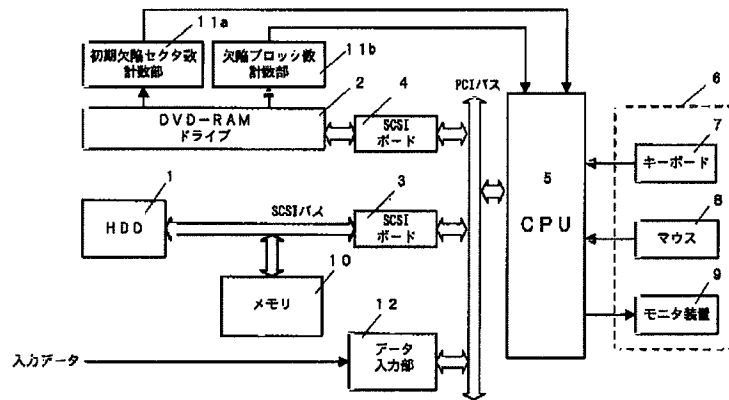 11a
初期欠陥セクタ数
計数部
欠陥ブロック数
計数部
11b
2
DVD-RAM
ドライブ
4
SCSI
ボード
PCIバス
5
CPU
6
7
キーボード
8
マウス
9
モニタ装置
1
HDD
SCSIバス
3
SCSI
ボード
メモリ
10
12
データ
入力部
入力データ